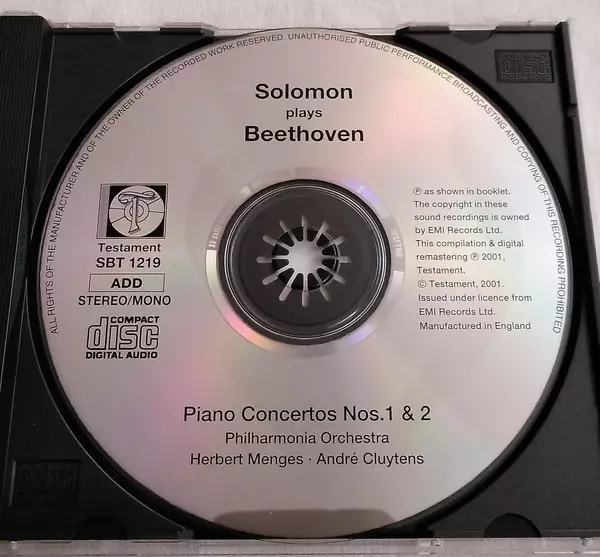 ALL RIGHTS OF THE MANUFACTURER AND OF THE OWNER OF THE RECORDED WORK RESERVED. UNAUTHORISED PUBLIC PERFORMANCE BROADCASTING AND COPYING OF THIS RECORDING PROHIBITED
Solomon
plays
Beethoven
Testament
SBT 1219
ADD
STEREO/MONO
COMPACT
disc
DIGITAL AUDIO
℗ as shown in booklet.
The copyright in these
sound recordings is owned
by EMI Records Ltd.
This compilation & digital
remastering ℗ 2001,
Testament.
© Testament, 2001.
Issued under licence from
EMI Records Ltd.
Manufactured in England
Piano Concertos Nos.1 & 2
Philharmonia Orchestra
Herbert Menges · André Cluytens